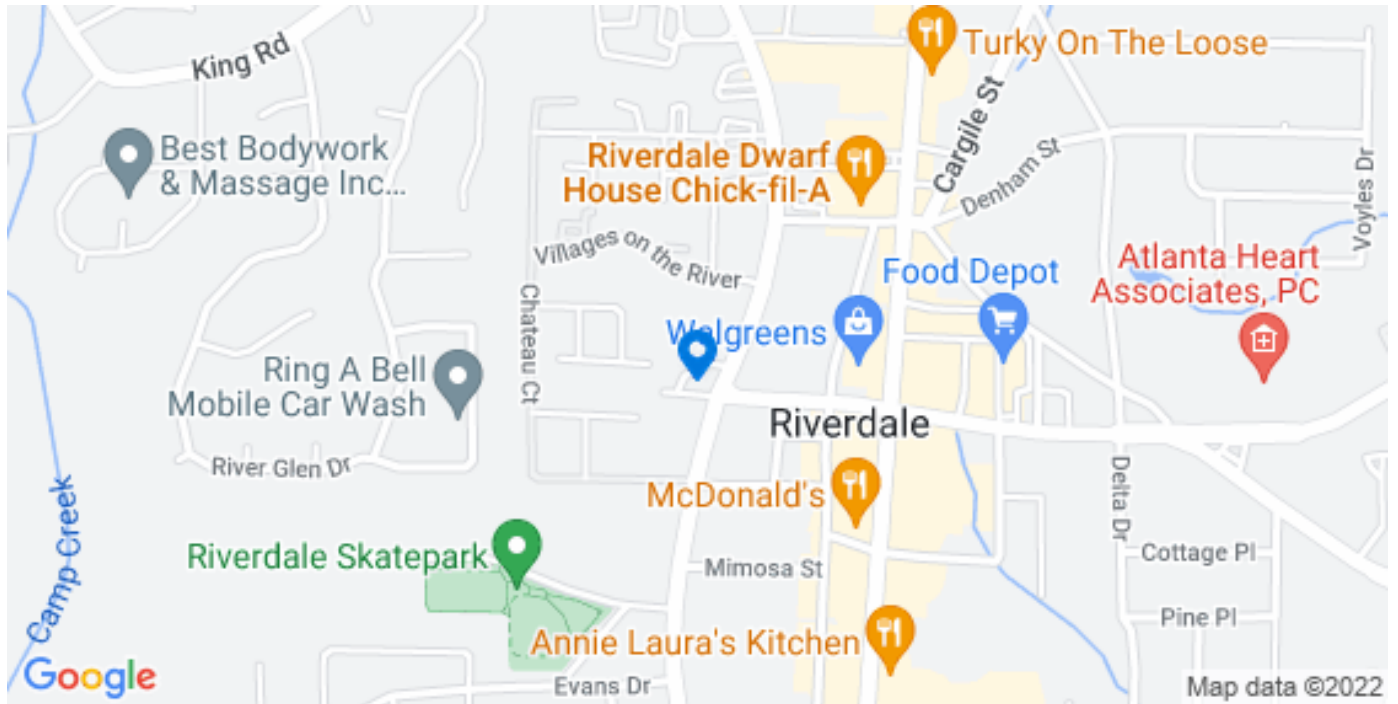 King Rd
Turky On The Loose
Cargile St
Best Bodywork
& Massage Inc...
Riverdale Dwarf
House Chick-fil-A
Denham St
Voyles Dr
Villages on the River
Atlanta Heart
Associates, PC
Food Depot
Walgreens
Chateau Ct
Ring A Bell
Mobile Car Wash
Riverdale
River Glen Dr
McDonald's
Delta Dr
Camp Creek
Riverdale Skatepark
Mimosa St
Cottage Pl
Pine Pl
Annie Laura's Kitchen
Google
Evans Dr
Map data ©2022